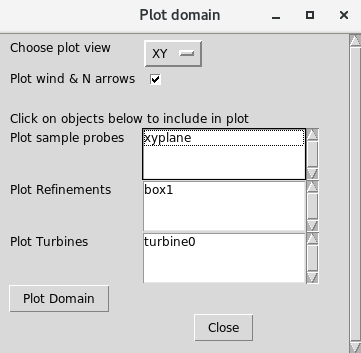 Plot domain
Choose plot view XY
Plot wind & N arrows
Click on objects below to include in plot
Plot sample probes xyplane
Plot Refinements box1
Plot Turbines turbine0
Plot Domain
Close